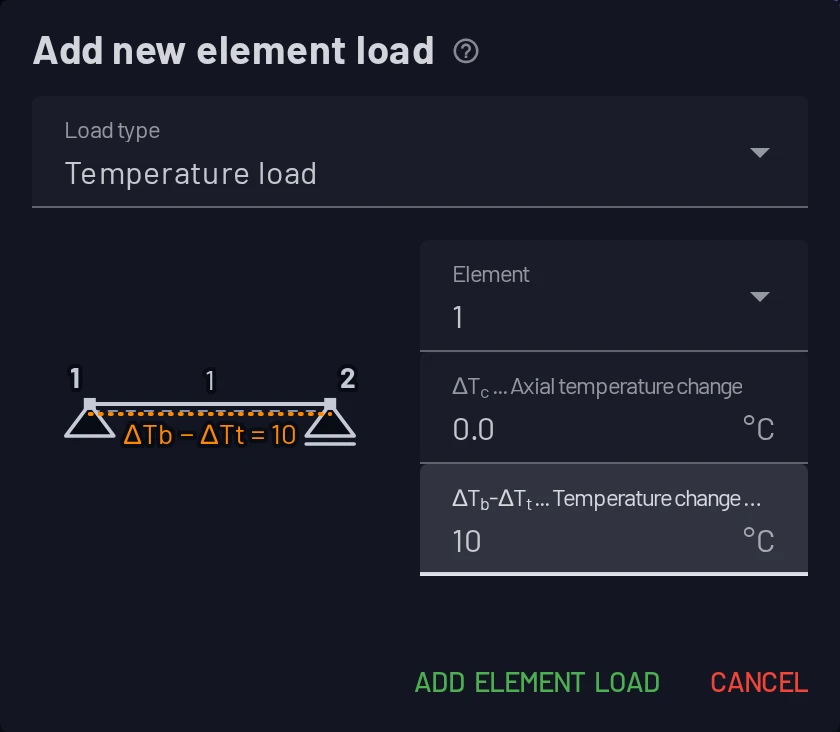 Add new element load
Load type
Temperature load
Element
1
1 1 2
ΔTb – ΔTt = 10
ΔTc ... Axial temperature change
0.0 °C
ΔTb-ΔTt ... Temperature change ...
10 °C
ADD ELEMENT LOAD CANCEL